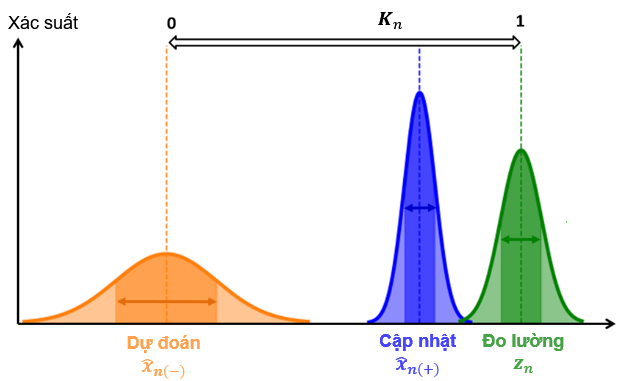 Xác suất
0
K_n
1
Dự đoán
x̂_n(−)
Cập nhật
x̂_n(+)
Đo lường
z_n